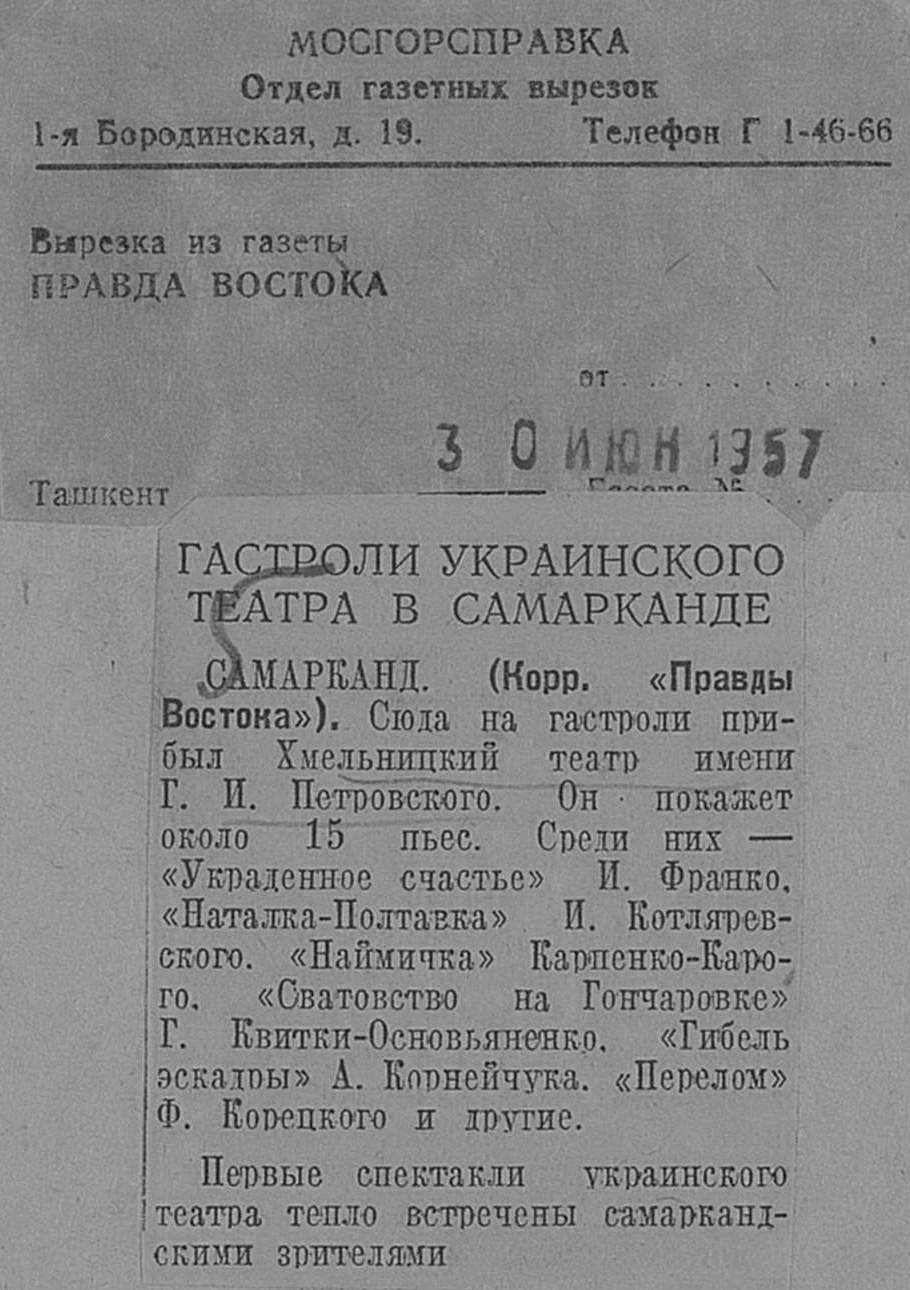 МОСГОРСПРАВКА
Отдел газетных вырезок
1-я Бородинская, д. 19. Телефон Г 1-46-66
Вырезка из газеты
ПРАВДА ВОСТОКА
от . . . . . . . . . .
30 ИЮН 1957
Ташкент Газета №
ГАСТРОЛИ УКРАИНСКОГО
ТЕАТРА В САМАРКАНДЕ
САМАРКАНД. (Корр. «Правды
Востока»). Сюда на гастроли при-
был Хмельницкий театр имени
Г. И. Петровского. Он покажет
около 15 пьес. Среди них —
«Украденное счастье» И. Франко,
«Наталка-Полтавка» И. Котлярев-
ского, «Наймичка» Карпенко-Каро-
го, «Сватовство на Гончаровке»
Г. Квитки-Основьяненко, «Гибель
эскадры» А. Корнейчука, «Перелом»
Ф. Корецкого и другие.
Первые спектакли украинского
театра тепло встречены самарканд-
скими зрителями